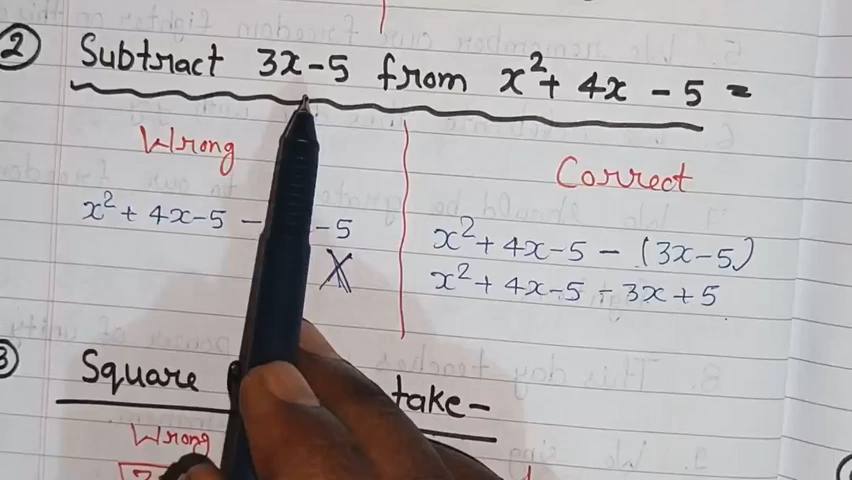 ② Subtract 3x-5 from x²+ 4x - 5 =
Wrong
x² + 4x-5 - -5
X
Correct
x² + 4x-5 - (3x-5)
x² + 4x-5 - 3x + 5
Square take-
Wrong